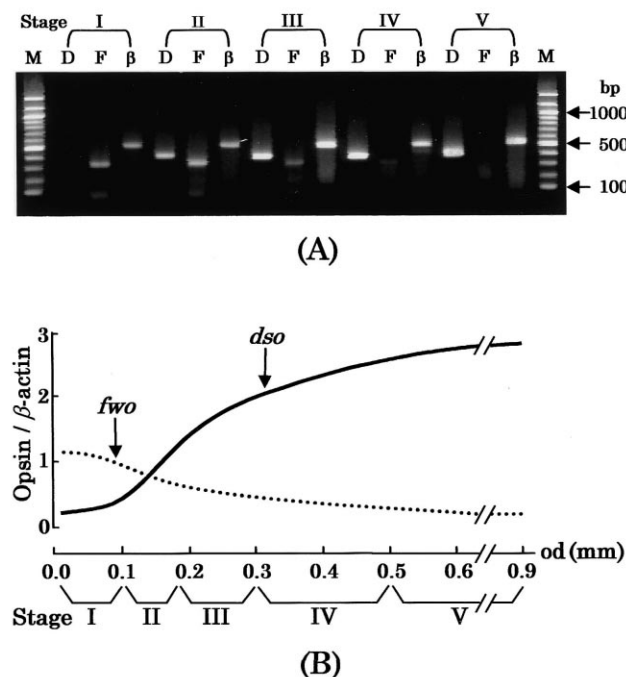 Stage I II III IV V
M D F β D F β D F β D F β D F β M
bp
1000
500
100
(A)
3
2
1
0
Opsin / β-actin
fwo
dso
od (mm)
0.0 0.1 0.2 0.3 0.4 0.5 0.6 0.9
Stage I II III IV V
(B)